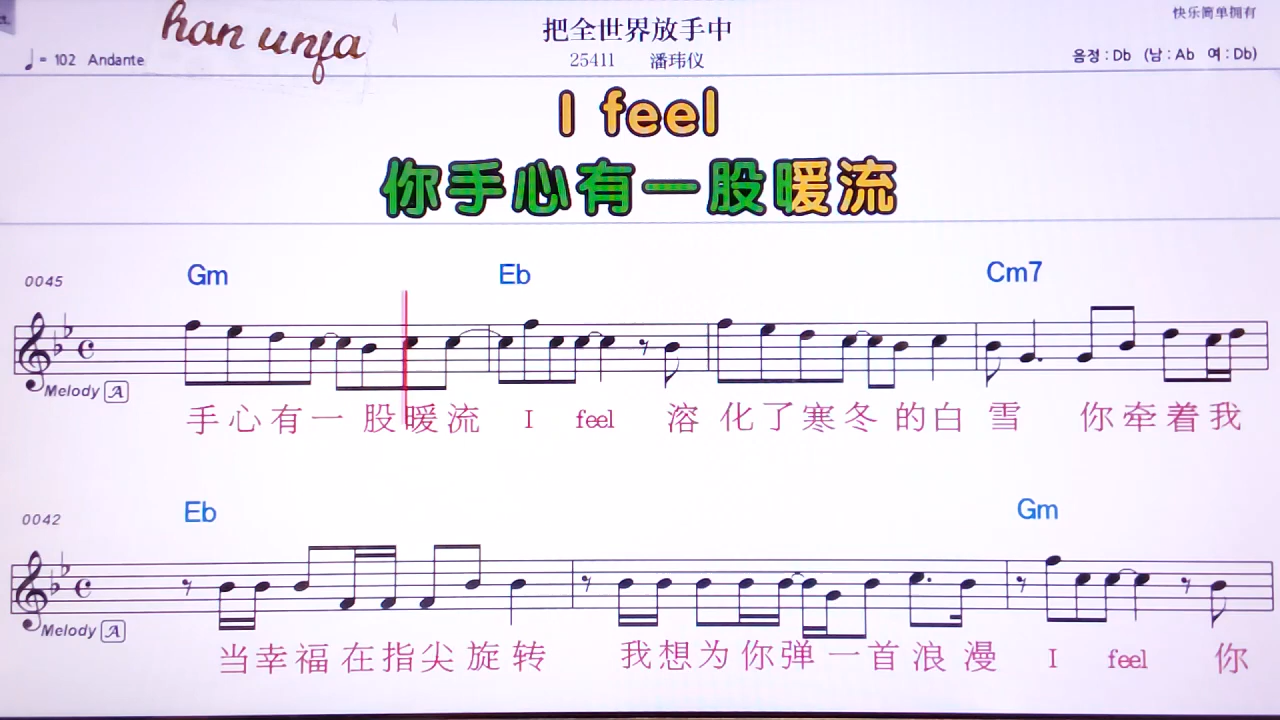 han unja
把全世界放手中
快乐简单拥有
♩= 102 Andante
25411 潘玮仪
음정 : Db (남 : Ab 여 : Db)
I feel
你手心有一股暖流
0045
Gm Eb Cm7
Melody A
手心有一股暖流 I feel 溶化了寒冬的白雪 你牵着我
0042
Eb Gm
Melody A
当幸福在指尖旋转 我想为你弹一首浪漫 I feel 你